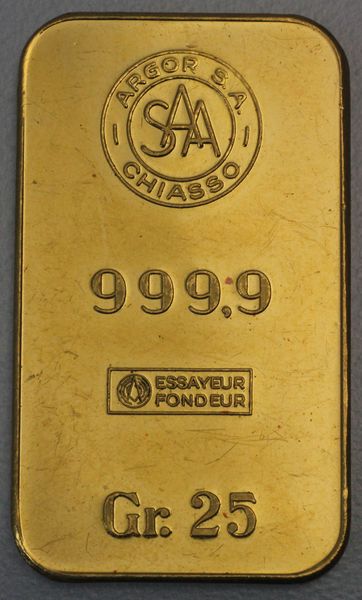 ARGOR S.A.
SAA
CHIASSO
999,9
ESSAYEUR
FONDEUR
Gr. 25